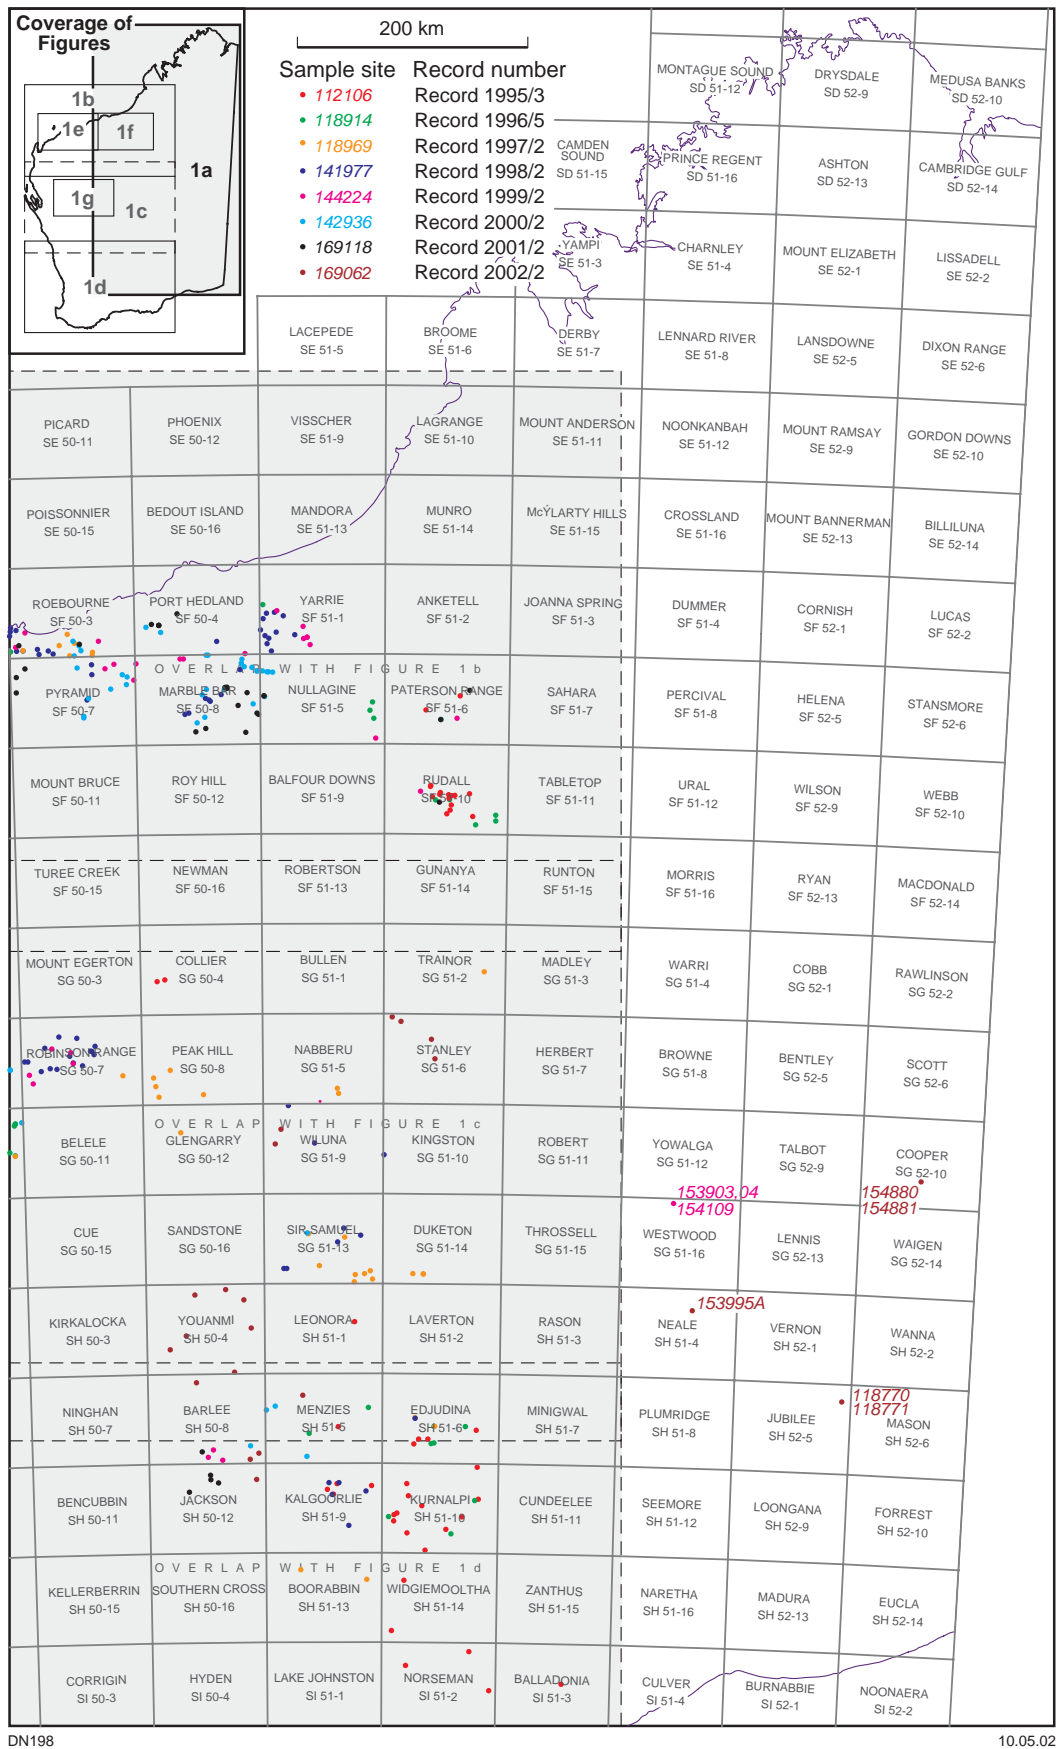 Coverage of
Figures
1b
1e
1f
1a
1g
1c
1d
200 km
Sample site Record number
112106 Record 1995/3
118914 Record 1996/5
118969 Record 1997/2
141977 Record 1998/2
144224 Record 1999/2
142936 Record 2000/2
169118 Record 2001/2
169062 Record 2002/2
MONTAGUE SOUND
SD 51-12
DRYSDALE
SD 52-9
MEDUSA BANKS
SD 52-10
CAMDEN
SOUND
SD 51-15
PRINCE REGENT
SD 51-16
ASHTON
SD 52-13
CAMBRIDGE GULF
SD 52-14
YAMPI
SE 51-3
CHARNLEY
SE 51-4
MOUNT ELIZABETH
SE 52-1
LISSADELL
SE 52-2
LACEPEDE
SE 51-5
BROOME
SE 51-6
DERBY
SE 51-7
LENNARD RIVER
SE 51-8
LANSDOWNE
SE 52-5
DIXON RANGE
SE 52-6
PICARD
SE 50-11
PHOENIX
SE 50-12
VISSCHER
SE 51-9
LAGRANGE
SE 51-10
MOUNT ANDERSON
SE 51-11
NOONKANBAH
SE 51-12
MOUNT RAMSAY
SE 52-9
GORDON DOWNS
SE 52-10
POISSONNIER
SE 50-15
BEDOUT ISLAND
SE 50-16
MANDORA
SE 51-13
MUNRO
SE 51-14
McÝLARTY HILLS
SE 51-15
CROSSLAND
SE 51-16
MOUNT BANNERMAN
SE 52-13
BILLILUNA
SE 52-14
ROEBOURNE
SF 50-3
PORT HEDLAND
SF 50-4
YARRIE
SF 51-1
ANKETELL
SF 51-2
JOANNA SPRING
SF 51-3
DUMMER
SF 51-4
CORNISH
SF 52-1
LUCAS
SF 52-2
OVERLAP WITH FIGURE 1b
PYRAMID
SF 50-7
MARBLE BAR
SF 50-8
NULLAGINE
SF 51-5
PATERSON RANGE
SF 51-6
SAHARA
SF 51-7
PERCIVAL
SF 51-8
HELENA
SF 52-5
STANSMORE
SF 52-6
MOUNT BRUCE
SF 50-11
ROY HILL
SF 50-12
BALFOUR DOWNS
SF 51-9
RUDALL
SF 51-10
TABLETOP
SF 51-11
URAL
SF 51-12
WILSON
SF 52-9
WEBB
SF 52-10
TUREE CREEK
SF 50-15
NEWMAN
SF 50-16
ROBERTSON
SF 51-13
GUNANYA
SF 51-14
RUNTON
SF 51-15
MORRIS
SF 51-16
RYAN
SF 52-13
MACDONALD
SF 52-14
MOUNT EGERTON
SG 50-3
COLLIER
SG 50-4
BULLEN
SG 51-1
TRAINOR
SG 51-2
MADLEY
SG 51-3
WARRI
SG 51-4
COBB
SG 52-1
RAWLINSON
SG 52-2
ROBINSON RANGE
SG 50-7
PEAK HILL
SG 50-8
NABBERU
SG 51-5
STANLEY
SG 51-6
HERBERT
SG 51-7
BROWNE
SG 51-8
BENTLEY
SG 52-5
SCOTT
SG 52-6
OVERLAP WITH FIGURE 1c
BELELE
SG 50-11
GLENGARRY
SG 50-12
WILUNA
SG 51-9
KINGSTON
SG 51-10
ROBERT
SG 51-11
YOWALGA
SG 51-12
TALBOT
SG 52-9
COOPER
SG 52-10
153903,04
154109
154880
154881
CUE
SG 50-15
SANDSTONE
SG 50-16
SIR SAMUEL
SG 51-13
DUKETON
SG 51-14
THROSSELL
SG 51-15
WESTWOOD
SG 51-16
LENNIS
SG 52-13
WAIGEN
SG 52-14
153995A
KIRKALOCKA
SH 50-3
YOUANMI
SH 50-4
LEONORA
SH 51-1
LAVERTON
SH 51-2
RASON
SH 51-3
NEALE
SH 51-4
VERNON
SH 52-1
WANNA
SH 52-2
118770
118771
NINGHAN
SH 50-7
BARLEE
SH 50-8
MENZIES
SH 51-5
EDJUDINA
SH 51-6
MINIGWAL
SH 51-7
PLUMRIDGE
SH 51-8
JUBILEE
SH 52-5
MASON
SH 52-6
BENCUBBIN
SH 50-11
JACKSON
SH 50-12
KALGOORLIE
SH 51-9
KURNALPI
SH 51-10
CUNDEELEE
SH 51-11
SEEMORE
SH 51-12
LOONGANA
SH 52-9
FORREST
SH 52-10
OVERLAP WITH FIGURE 1d
KELLERBERRIN
SH 50-15
SOUTHERN CROSS
SH 50-16
BOORABBIN
SH 51-13
WIDGIEMOOLTHA
SH 51-14
ZANTHUS
SH 51-15
NARETHA
SH 51-16
MADURA
SH 52-13
EUCLA
SH 52-14
CORRIGIN
SI 50-3
HYDEN
SI 50-4
LAKE JOHNSTON
SI 51-1
NORSEMAN
SI 51-2
BALLADONIA
SI 51-3
CULVER
SI 51-4
BURNABBIE
SI 52-1
NOONAERA
SI 52-2
DN198
10.05.02